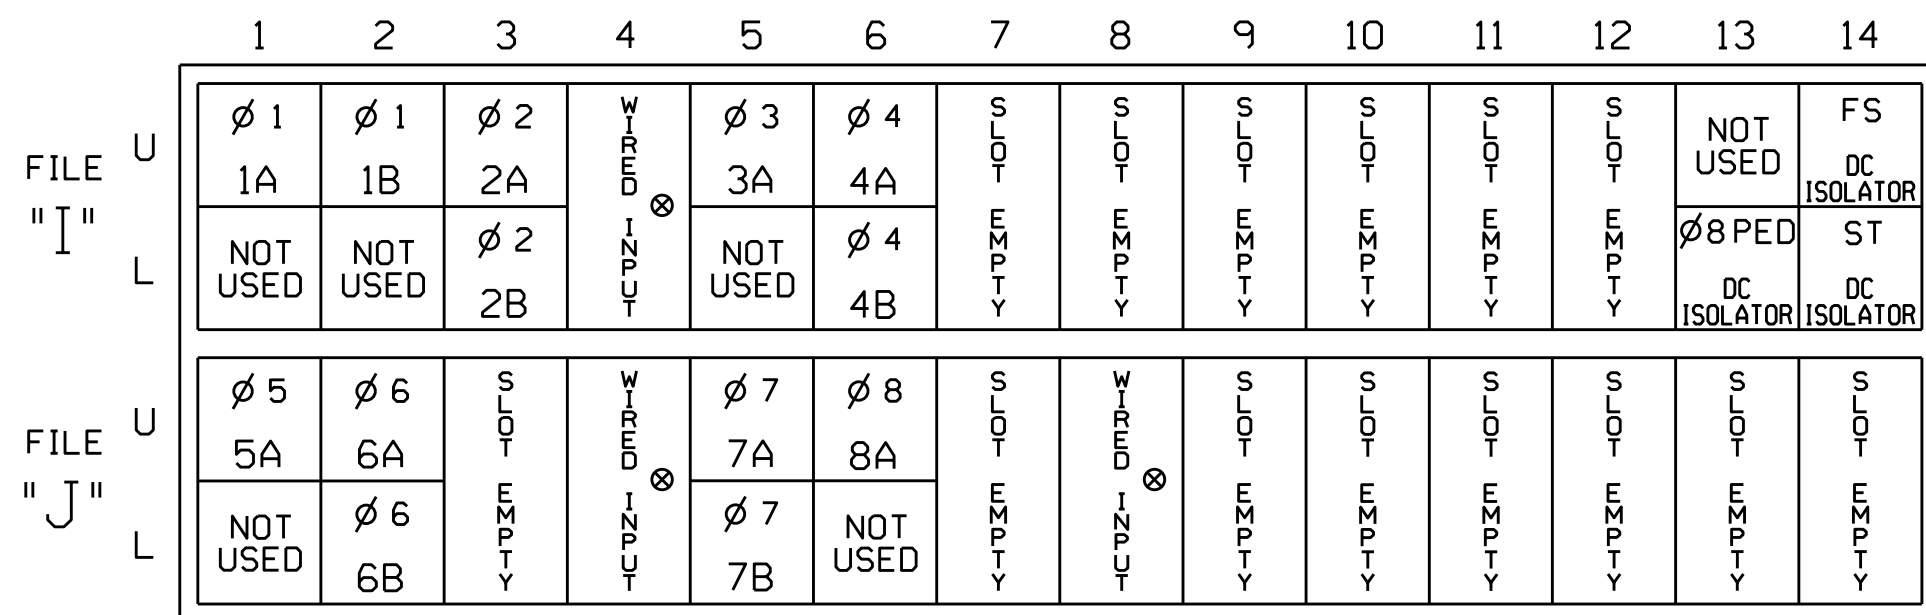 1 2 3 4 5 6 7 8 9 10 11 12 13 14
FILE "I"
U
Ø 1 1A
Ø 1 1B
Ø 2 2A
WIRED INPUT
Ø 3 3A
Ø 4 4A
SLOT EMPTY
SLOT EMPTY
SLOT EMPTY
SLOT EMPTY
SLOT EMPTY
SLOT EMPTY
NOT USED
FS DC ISOLATOR
L
NOT USED
NOT USED
Ø 2 2B
NOT USED
Ø 4 4B
Ø8 PED DC ISOLATOR
ST DC ISOLATOR
FILE "J"
U
Ø 5 5A
Ø 6 6A
SLOT EMPTY
WIRED INPUT
Ø 7 7A
Ø 8 8A
SLOT EMPTY
WIRED INPUT
SLOT EMPTY
SLOT EMPTY
SLOT EMPTY
SLOT EMPTY
SLOT EMPTY
SLOT EMPTY
L
NOT USED
Ø 6 6B
Ø 7 7B
NOT USED